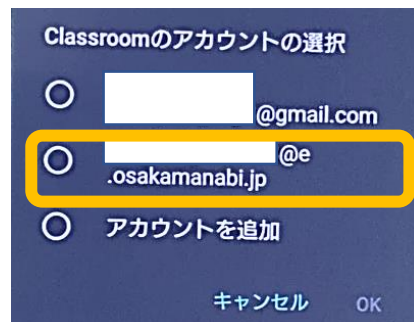 Classroomのアカウントの選択
@gmail.com
@e
.osakamanabi.jp
アカウントを追加
キャンセル OK